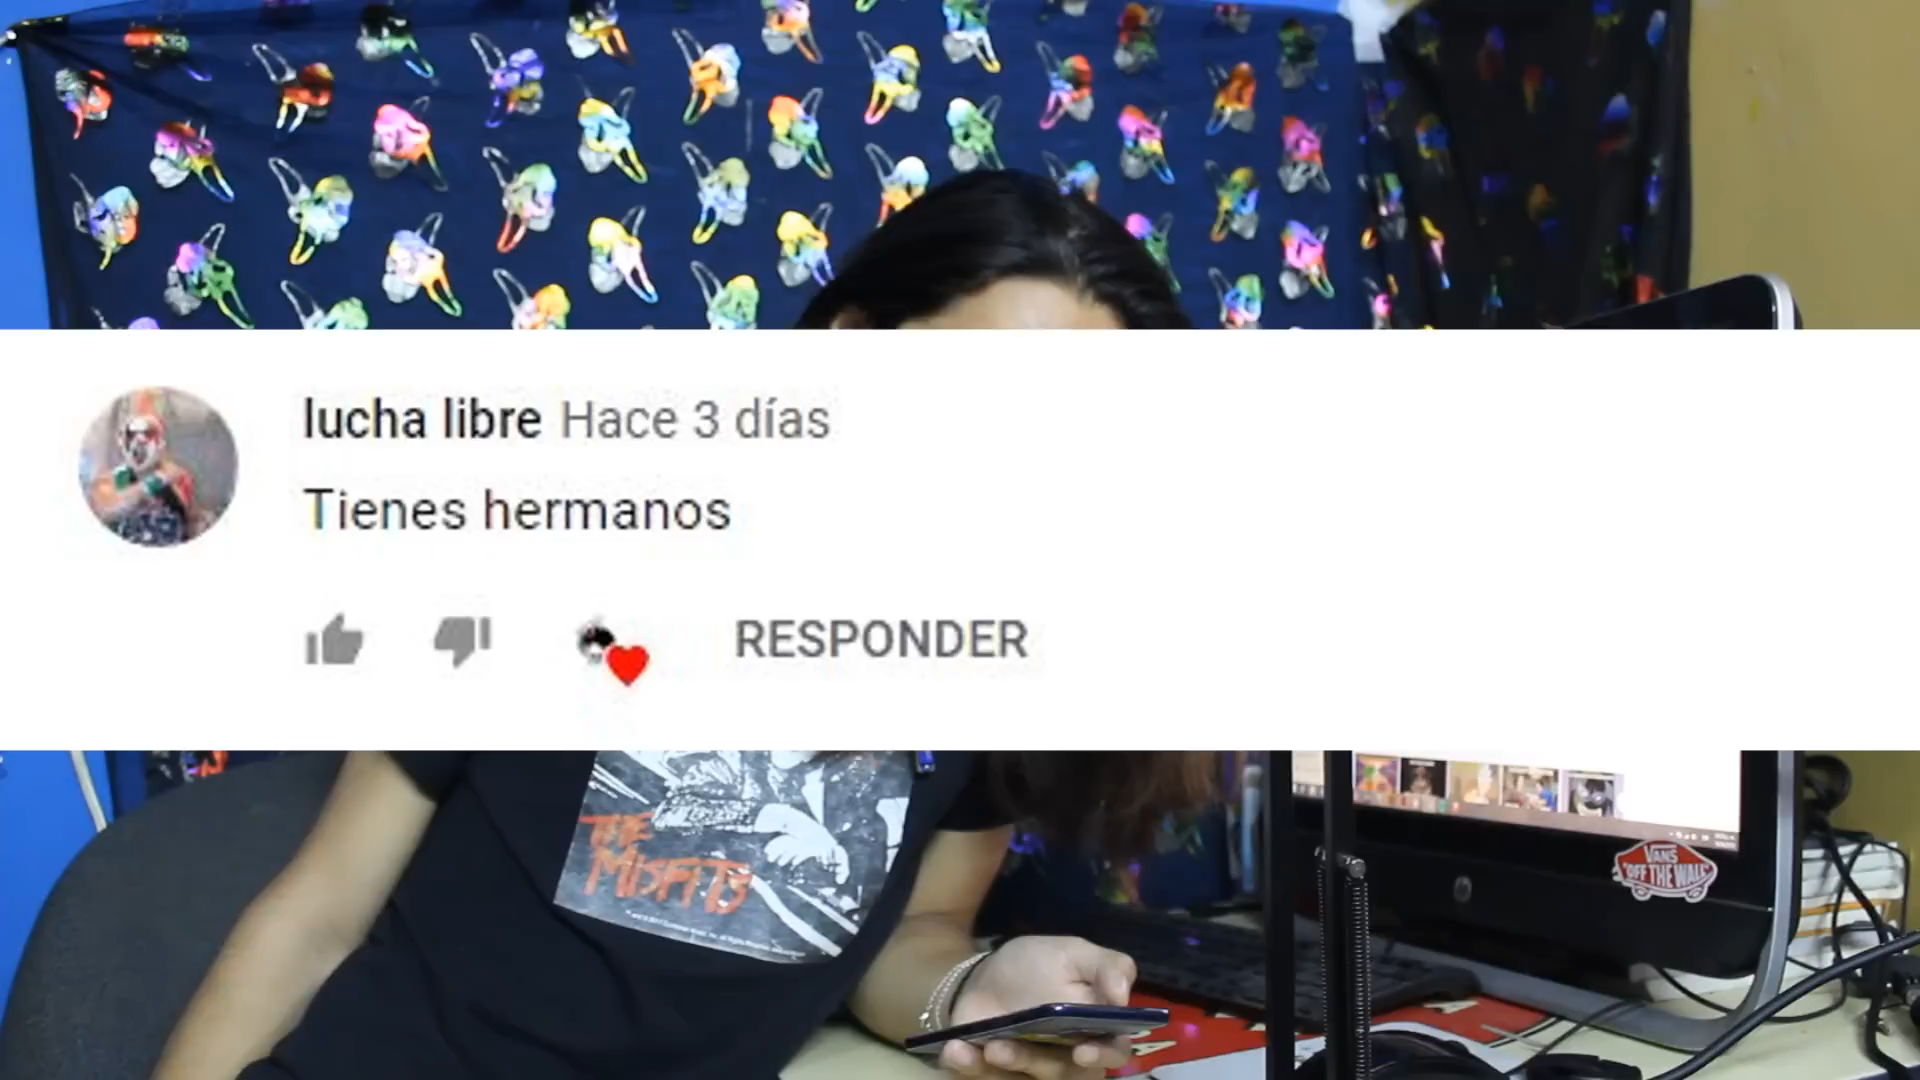 lucha libre Hace 3 días
Tienes hermanos
RESPONDER
THE
MISFITS
VANS
"OFF THE WALL"